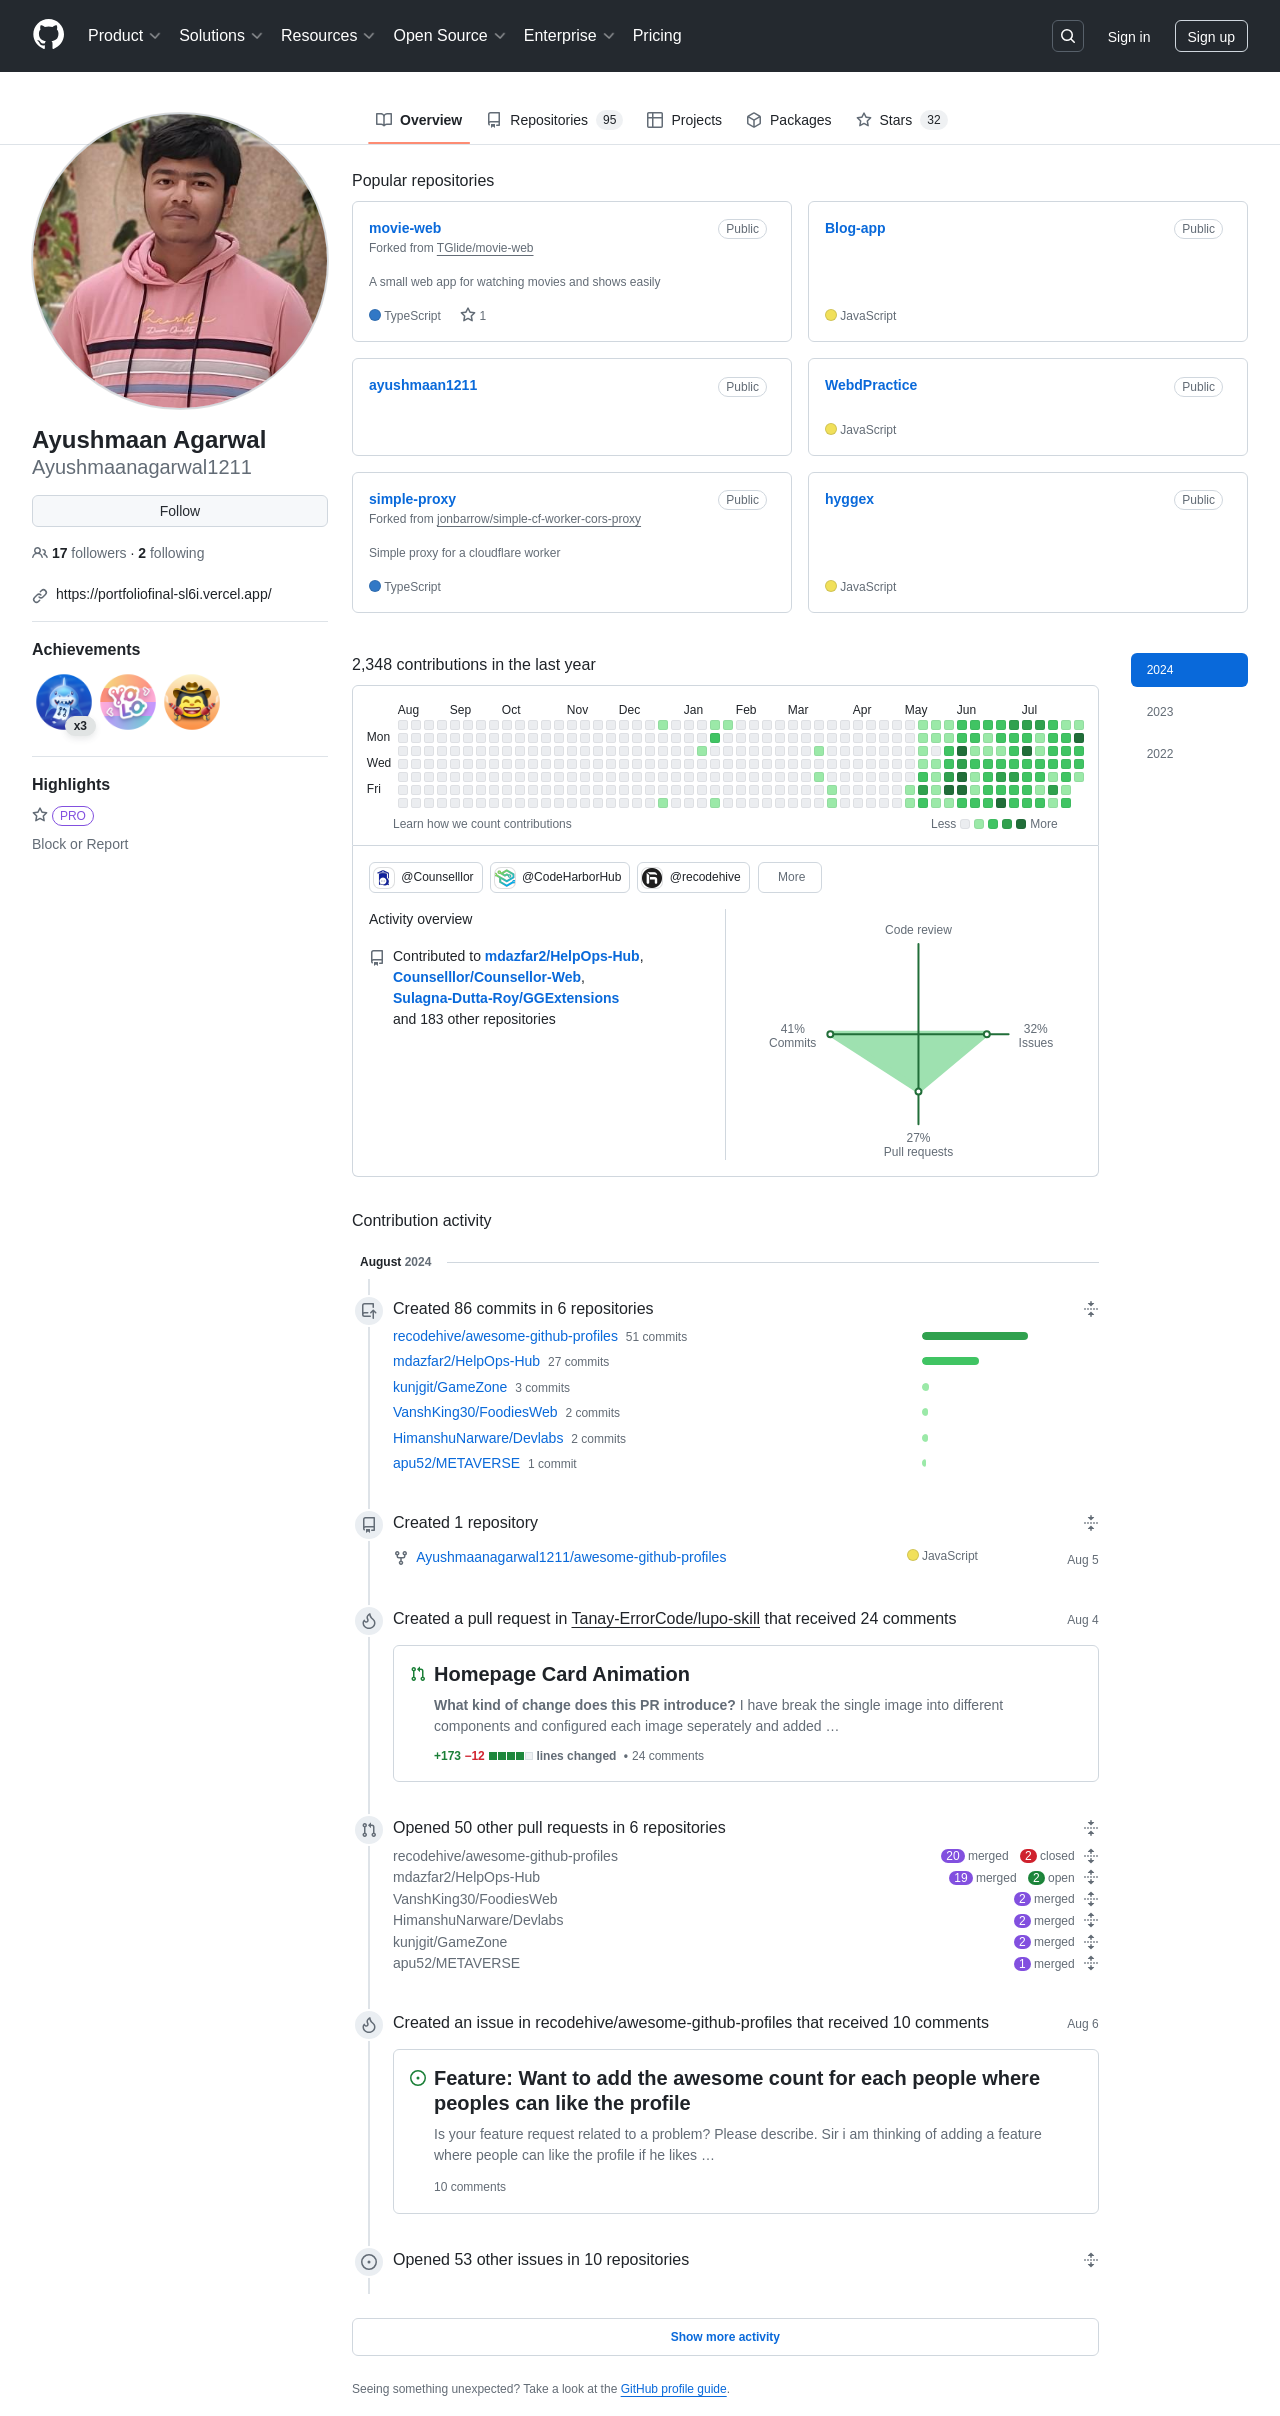 Product Solutions Resources Open Source Enterprise Pricing Sign in Sign up
Overview Repositories 95 Projects Packages Stars 32
Ayushmaan Agarwal
Ayushmaanagarwal1211
Follow
17 followers · 2 following
https://portfoliofinal-sl6i.vercel.app/
Achievements
x3
YOLO
Highlights
PRO
Block or Report
Popular repositories
movie-web Public
Forked from TGlide/movie-web
A small web app for watching movies and shows easily
TypeScript 1
Blog-app Public
JavaScript
ayushmaan1211 Public
WebdPractice Public
JavaScript
simple-proxy Public
Forked from jonbarrow/simple-cf-worker-cors-proxy
Simple proxy for a cloudflare worker
TypeScript
hyggex Public
JavaScript
2,348 contributions in the last year
2024
2023
2022
Aug Sep Oct Nov Dec Jan Feb Mar Apr May Jun Jul
Mon
Wed
Fri
Learn how we count contributions Less More
@Counselllor @CodeHarborHub @recodehive More
Activity overview
Contributed to mdazfar2/HelpOps-Hub,
Counselllor/Counsellor-Web,
Sulagna-Dutta-Roy/GGExtensions
and 183 other repositories
Code review
41%
Commits
32%
Issues
27%
Pull requests
Contribution activity
August 2024
Created 86 commits in 6 repositories
recodehive/awesome-github-profiles 51 commits
mdazfar2/HelpOps-Hub 27 commits
kunjgit/GameZone 3 commits
VanshKing30/FoodiesWeb 2 commits
HimanshuNarware/Devlabs 2 commits
apu52/METAVERSE 1 commit
Created 1 repository
Ayushmaanagarwal1211/awesome-github-profiles JavaScript Aug 5
Created a pull request in Tanay-ErrorCode/lupo-skill that received 24 comments Aug 4
Homepage Card Animation
What kind of change does this PR introduce? I have break the single image into different
components and configured each image seperately and added …
+173 −12 lines changed • 24 comments
Opened 50 other pull requests in 6 repositories
recodehive/awesome-github-profiles 20 merged 2 closed
mdazfar2/HelpOps-Hub 19 merged 2 open
VanshKing30/FoodiesWeb 2 merged
HimanshuNarware/Devlabs 2 merged
kunjgit/GameZone 2 merged
apu52/METAVERSE 1 merged
Created an issue in recodehive/awesome-github-profiles that received 10 comments Aug 6
Feature: Want to add the awesome count for each people where
peoples can like the profile
Is your feature request related to a problem? Please describe. Sir i am thinking of adding a feature
where people can like the profile if he likes …
10 comments
Opened 53 other issues in 10 repositories
Show more activity
Seeing something unexpected? Take a look at the GitHub profile guide.